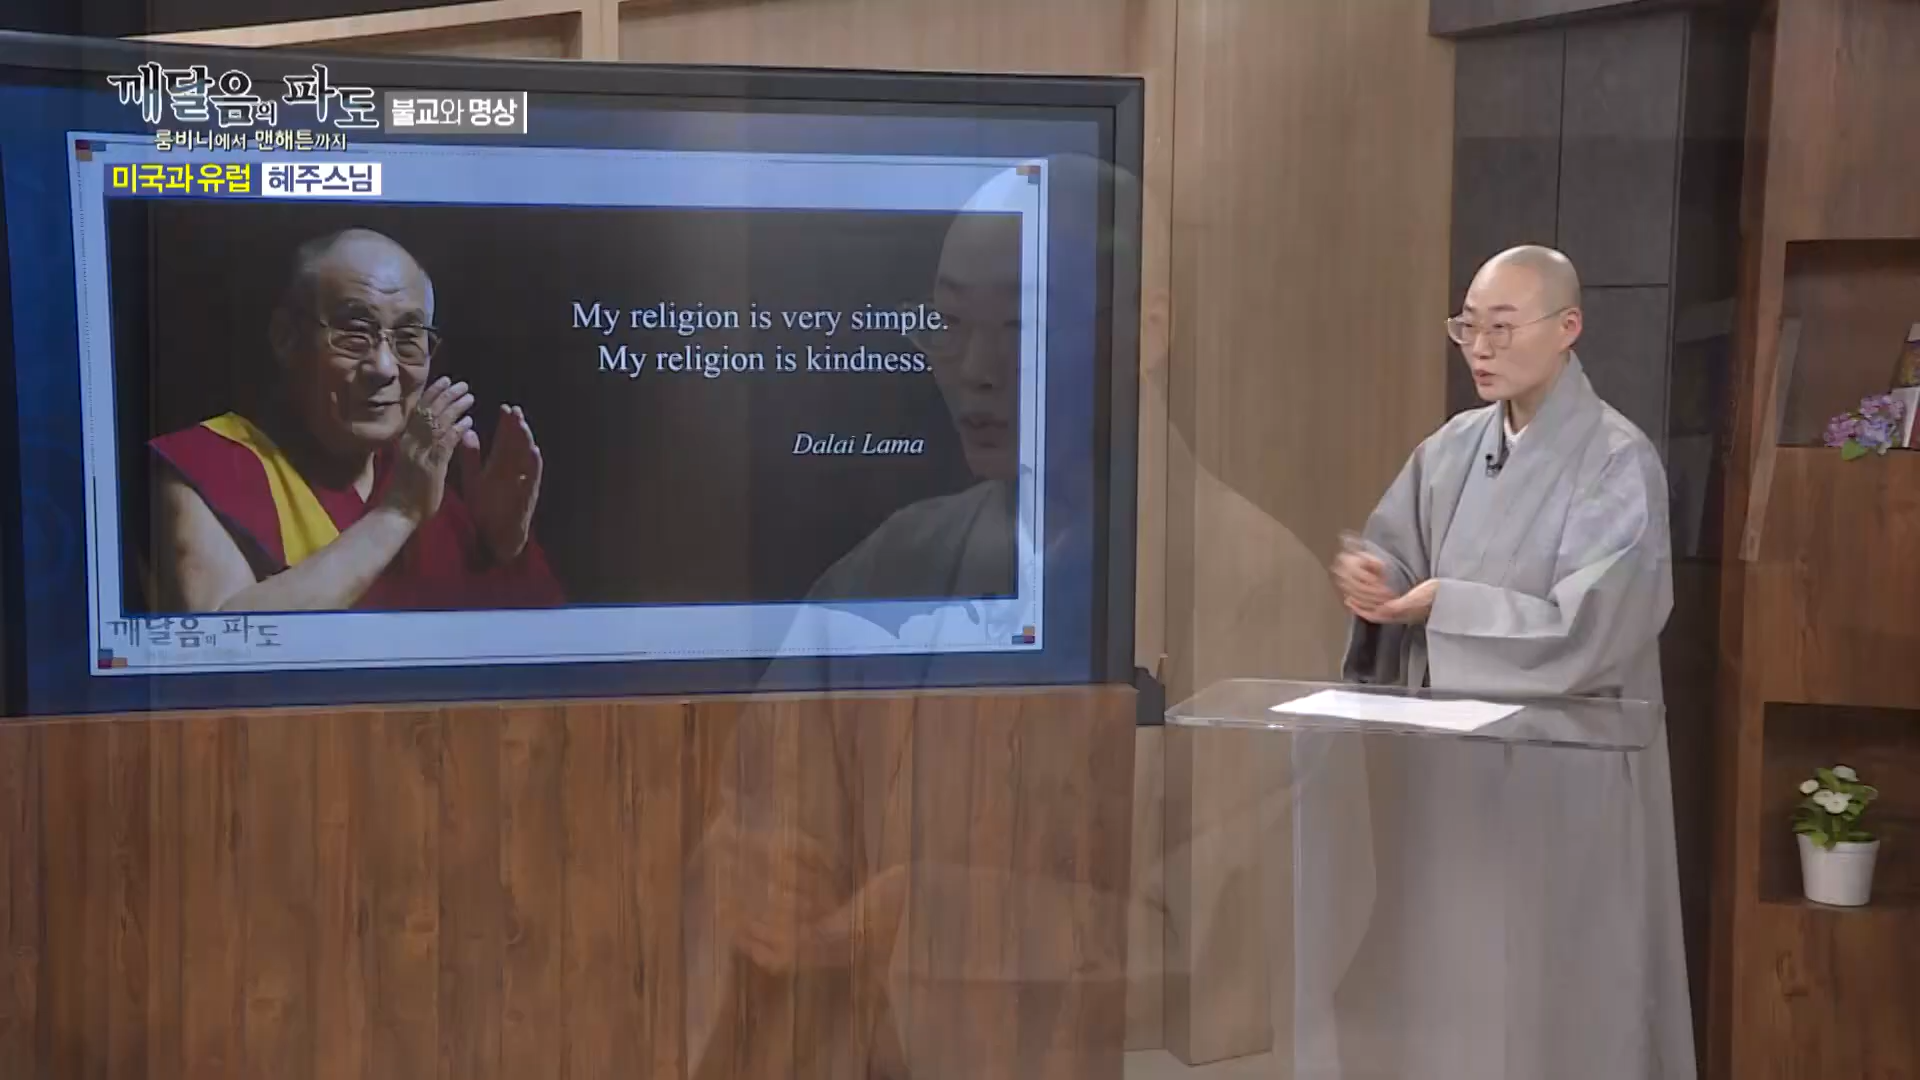 깨달음의 파도 불교와 명상
룸비니에서 맨해튼까지
미국과 유럽 혜주스님
My religion is very simple.
My religion is kindness.
Dalai Lama
깨달음의 파도